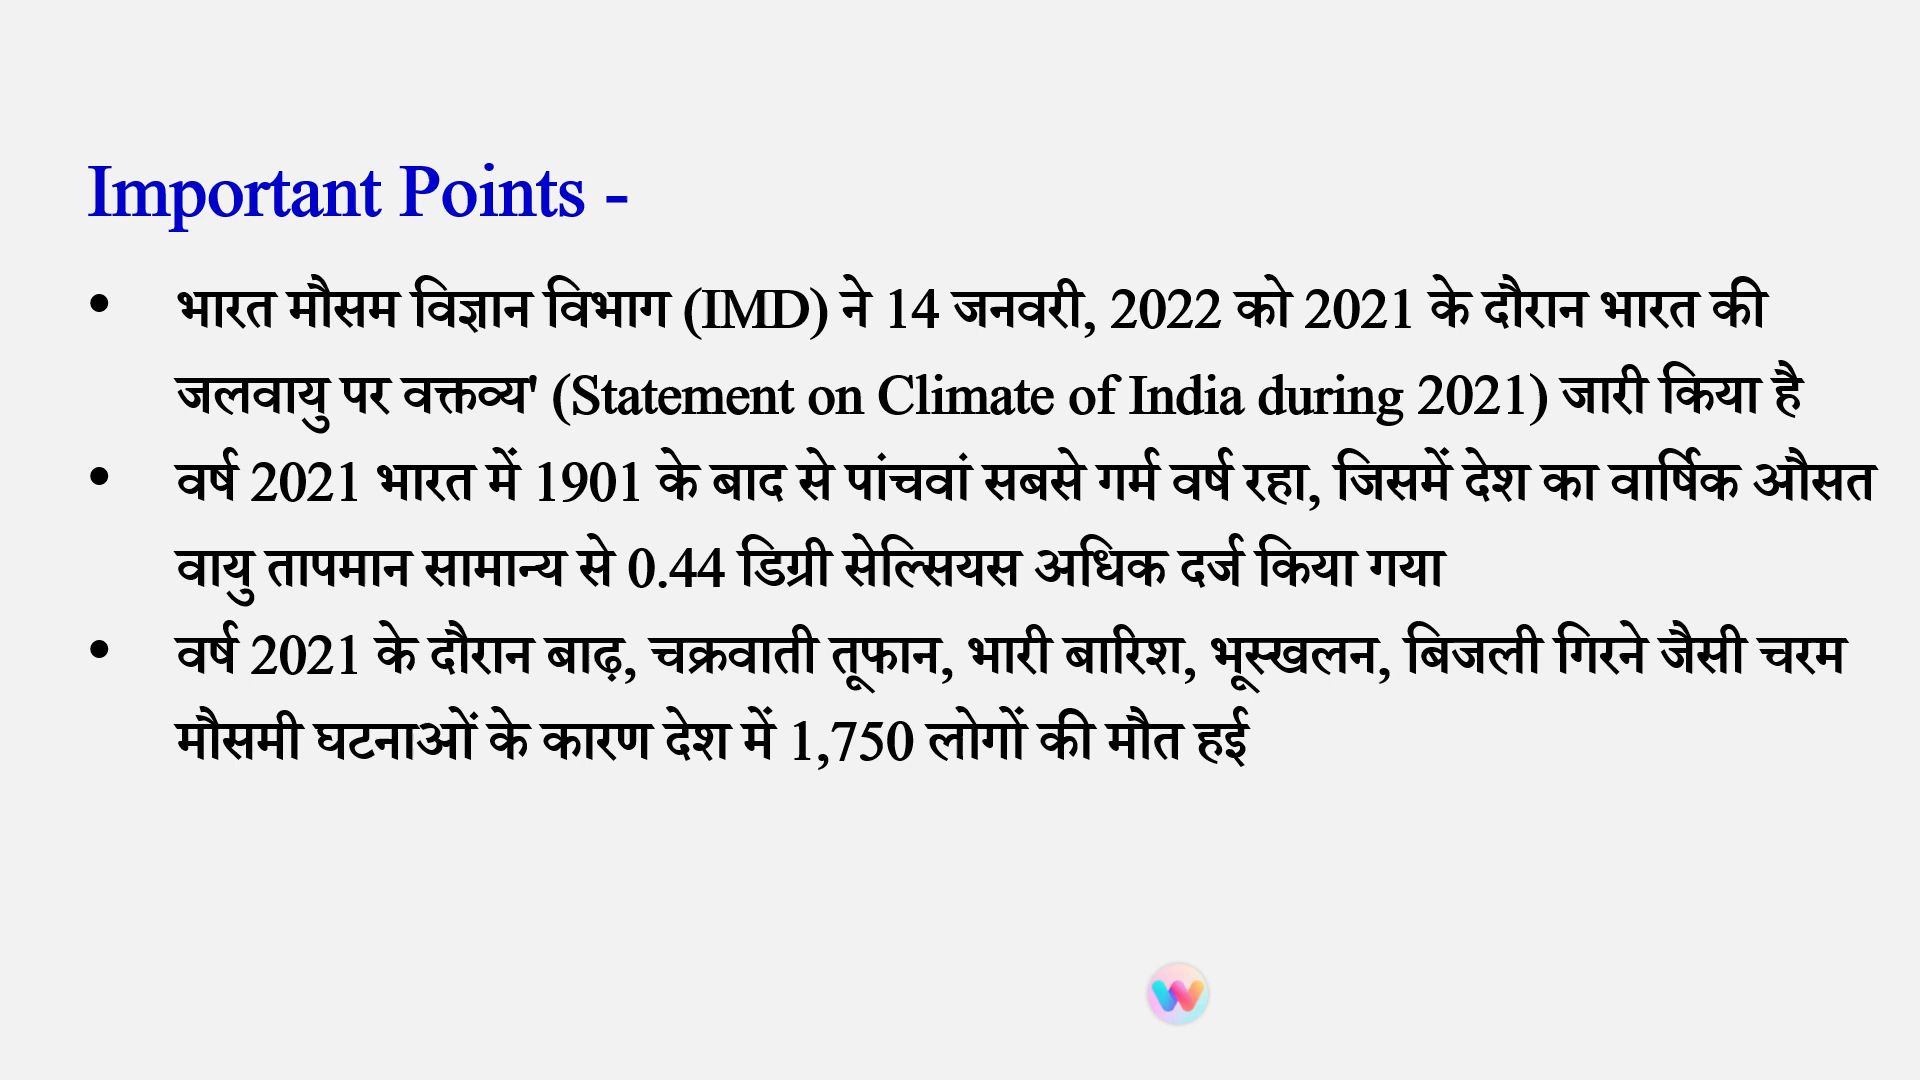 Important Points -
• भारत मौसम विज्ञान विभाग (IMD) ने 14 जनवरी, 2022 को 2021 के दौरान भारत की
जलवायु पर वक्तव्य' (Statement on Climate of India during 2021) जारी किया है
• वर्ष 2021 भारत में 1901 के बाद से पांचवां सबसे गर्म वर्ष रहा, जिसमें देश का वार्षिक औसत
वायु तापमान सामान्य से 0.44 डिग्री सेल्सियस अधिक दर्ज किया गया
• वर्ष 2021 के दौरान बाढ़, चक्रवाती तूफान, भारी बारिश, भूस्खलन, बिजली गिरने जैसी चरम
मौसमी घटनाओं के कारण देश में 1,750 लोगों की मौत हई
W